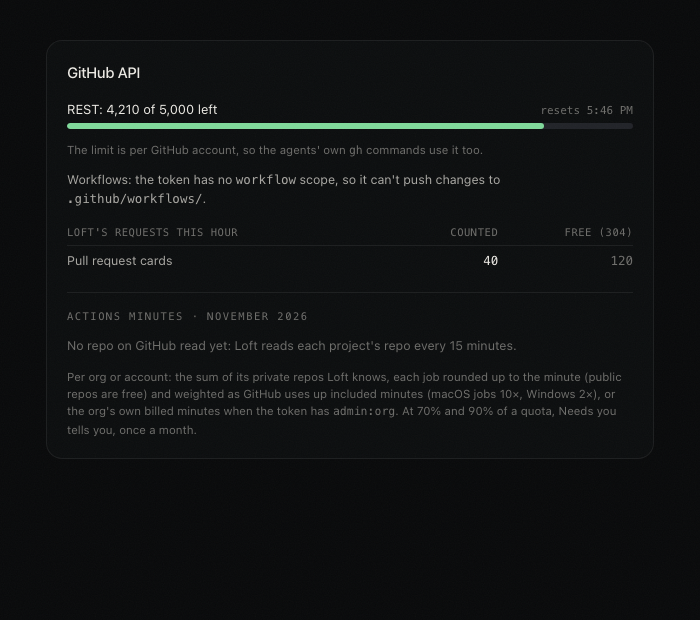 GitHub API
REST: 4,210 of 5,000 left
resets 5:46 PM
The limit is per GitHub account, so the agents' own gh commands use it too.
Workflows: the token has no workflow scope, so it can't push changes to
.github/workflows/.
LOFT'S REQUESTS THIS HOUR COUNTED FREE (304)
Pull request cards 40 120
ACTIONS MINUTES · NOVEMBER 2026
No repo on GitHub read yet: Loft reads each project's repo every 15 minutes.
Per org or account: the sum of its private repos Loft knows, each job rounded up to the minute (public
repos are free) and weighted as GitHub uses up included minutes (macOS jobs 10×, Windows 2×), or
the org's own billed minutes when the token has admin:org. At 70% and 90% of a quota, Needs you
tells you, once a month.